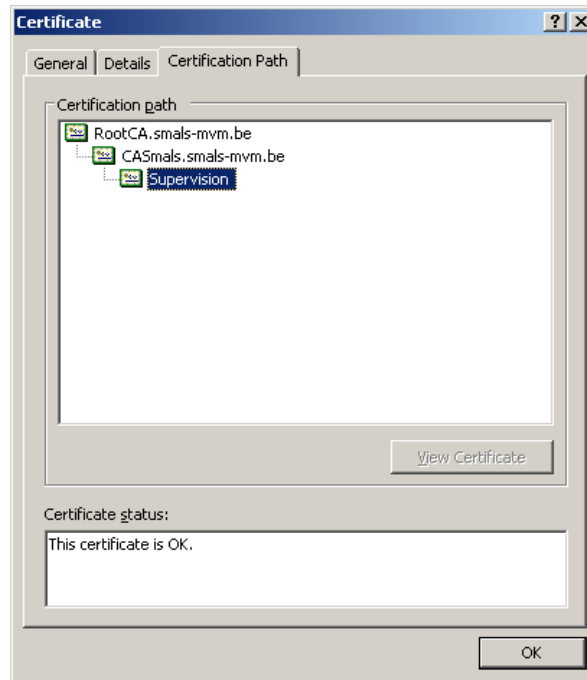 Certificate
General
Details
Certification Path
Certification path
RootCA.smals-mvm.be
CASmals.smals-mvm.be
Supervision
View Certificate
Certificate status:
This certificate is OK.
OK